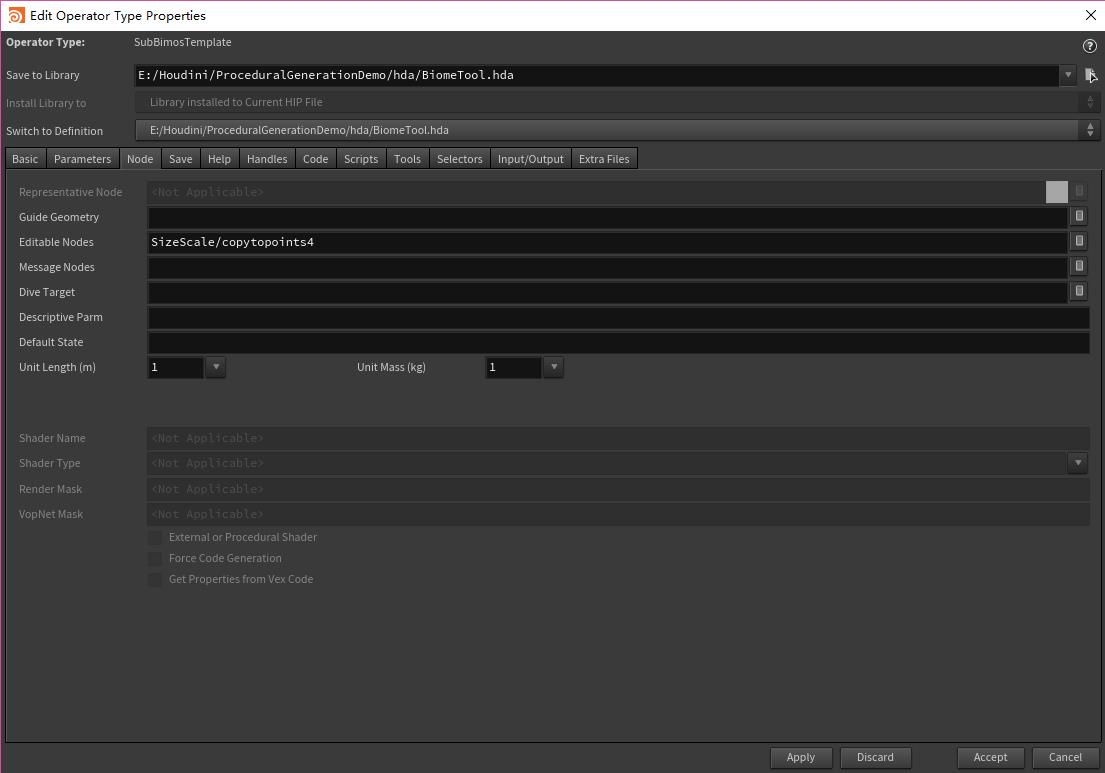 Edit Operator Type Properties
Operator Type: SubBimosTemplate
Save to Library E:/Houdini/ProceduralGenerationDemo/hda/BiomeTool.hda
Install Library to Library installed to Current HIP File
Switch to Definition E:/Houdini/ProceduralGenerationDemo/hda/BiomeTool.hda
Basic Parameters Node Save Help Handles Code Scripts Tools Selectors Input/Output Extra Files
Representative Node <Not Applicable>
Guide Geometry
Editable Nodes SizeScale/copytopoints4
Message Nodes
Dive Target
Descriptive Parm
Default State
Unit Length (m) 1 Unit Mass (kg) 1
Shader Name <Not Applicable>
Shader Type <Not Applicable>
Render Mask <Not Applicable>
VopNet Mask <Not Applicable>
External or Procedural Shader
Force Code Generation
Get Properties from Vex Code
Apply Discard Accept Cancel